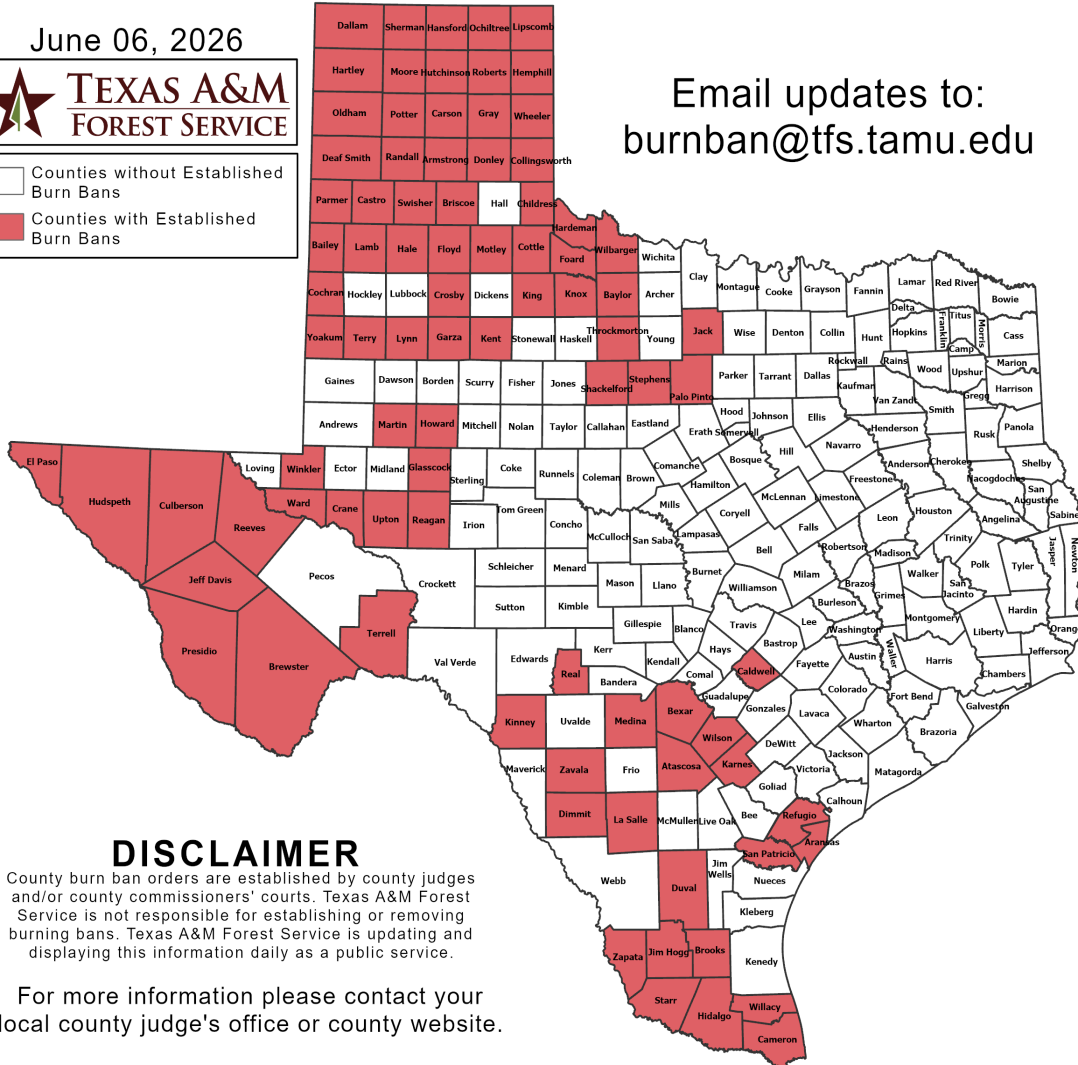 June 06, 2026
TEXAS A&M
FOREST SERVICE
Counties without Established
Burn Bans
Counties with Established
Burn Bans
Email updates to:
burnban@tfs.tamu.edu
Dallam Sherman Hansford Ochiltree Lipscomb
Hartley Moore Hutchinson Roberts Hemphill
Oldham Potter Carson Gray Wheeler
Deaf Smith Randall Armstrong Donley Collingsworth
Parmer Castro Swisher Briscoe Hall Childress
Hardeman
Bailey Lamb Hale Floyd Motley Cottle Foard Wilbarger Wichita
Clay
Cochran Hockley Lubbock Crosby Dickens King Knox Baylor Archer Montague Cooke Grayson Fannin Lamar Red River Bowie
Delta Titus
Yoakum Terry Lynn Garza Kent Stonewall Haskell Throckmorton Young Jack Wise Denton Collin Hunt Hopkins Franklin Morris Cass
Camp
Rockwall Rains Wood Upshur Marion
Gaines Dawson Borden Scurry Fisher Jones Shackelford Stephens Palo Pinto Parker Tarrant Dallas Kaufman Van Zandt Gregg Harrison
Andrews Martin Howard Mitchell Nolan Taylor Callahan Eastland Erath Hood Somervell Johnson Ellis Henderson Smith Rusk Panola
El Paso Hudspeth Culberson Reeves Loving Winkler Ector Midland Glasscock Sterling Coke Runnels Coleman Brown Comanche Bosque Hill Navarro Anderson Cherokee Shelby
Hamilton Freestone Nacogdoches
San
Augustine
Sabine
Ward Crane Upton Reagan Irion Tom Green Concho McCulloch San Saba Mills Lampasas Coryell McLennan Limestone Falls Leon Houston Angelina
Trinity
Jasper
Newton
Jeff Davis Pecos Crockett Schleicher Menard Mason Llano Burnet Bell Robertson Madison Walker Polk Tyler
San
Jacinto
Sutton Kimble Williamson Milam Brazos Grimes
Burleson Montgomery Hardin
Presidio Brewster Terrell Val Verde Edwards Gillespie Kerr Blanco Travis Lee Washington Liberty Orange
Bastrop
Real Bandera Kendall Hays Caldwell Fayette Austin Waller Harris Jefferson
Comal Chambers
Guadalupe
Kinney Uvalde Medina Bexar Gonzales Lavaca Colorado Fort Bend Galveston
Wilson Wharton Brazoria
Maverick Zavala Frio Atascosa Karnes DeWitt Victoria Jackson Matagorda
Goliad Calhoun
Dimmit La Salle McMullen Live Oak Bee Refugio
Aransas
San Patricio
Webb Duval
Jim
Wells
Nueces
Kleberg
Zapata Jim Hogg Brooks Kenedy
Starr Hidalgo Willacy
Cameron
DISCLAIMER
County burn ban orders are established by county judges
and/or county commissioners' courts. Texas A&M Forest
Service is not responsible for establishing or removing
burning bans. Texas A&M Forest Service is updating and
displaying this information daily as a public service.
For more information please contact your
local county judge's office or county website.